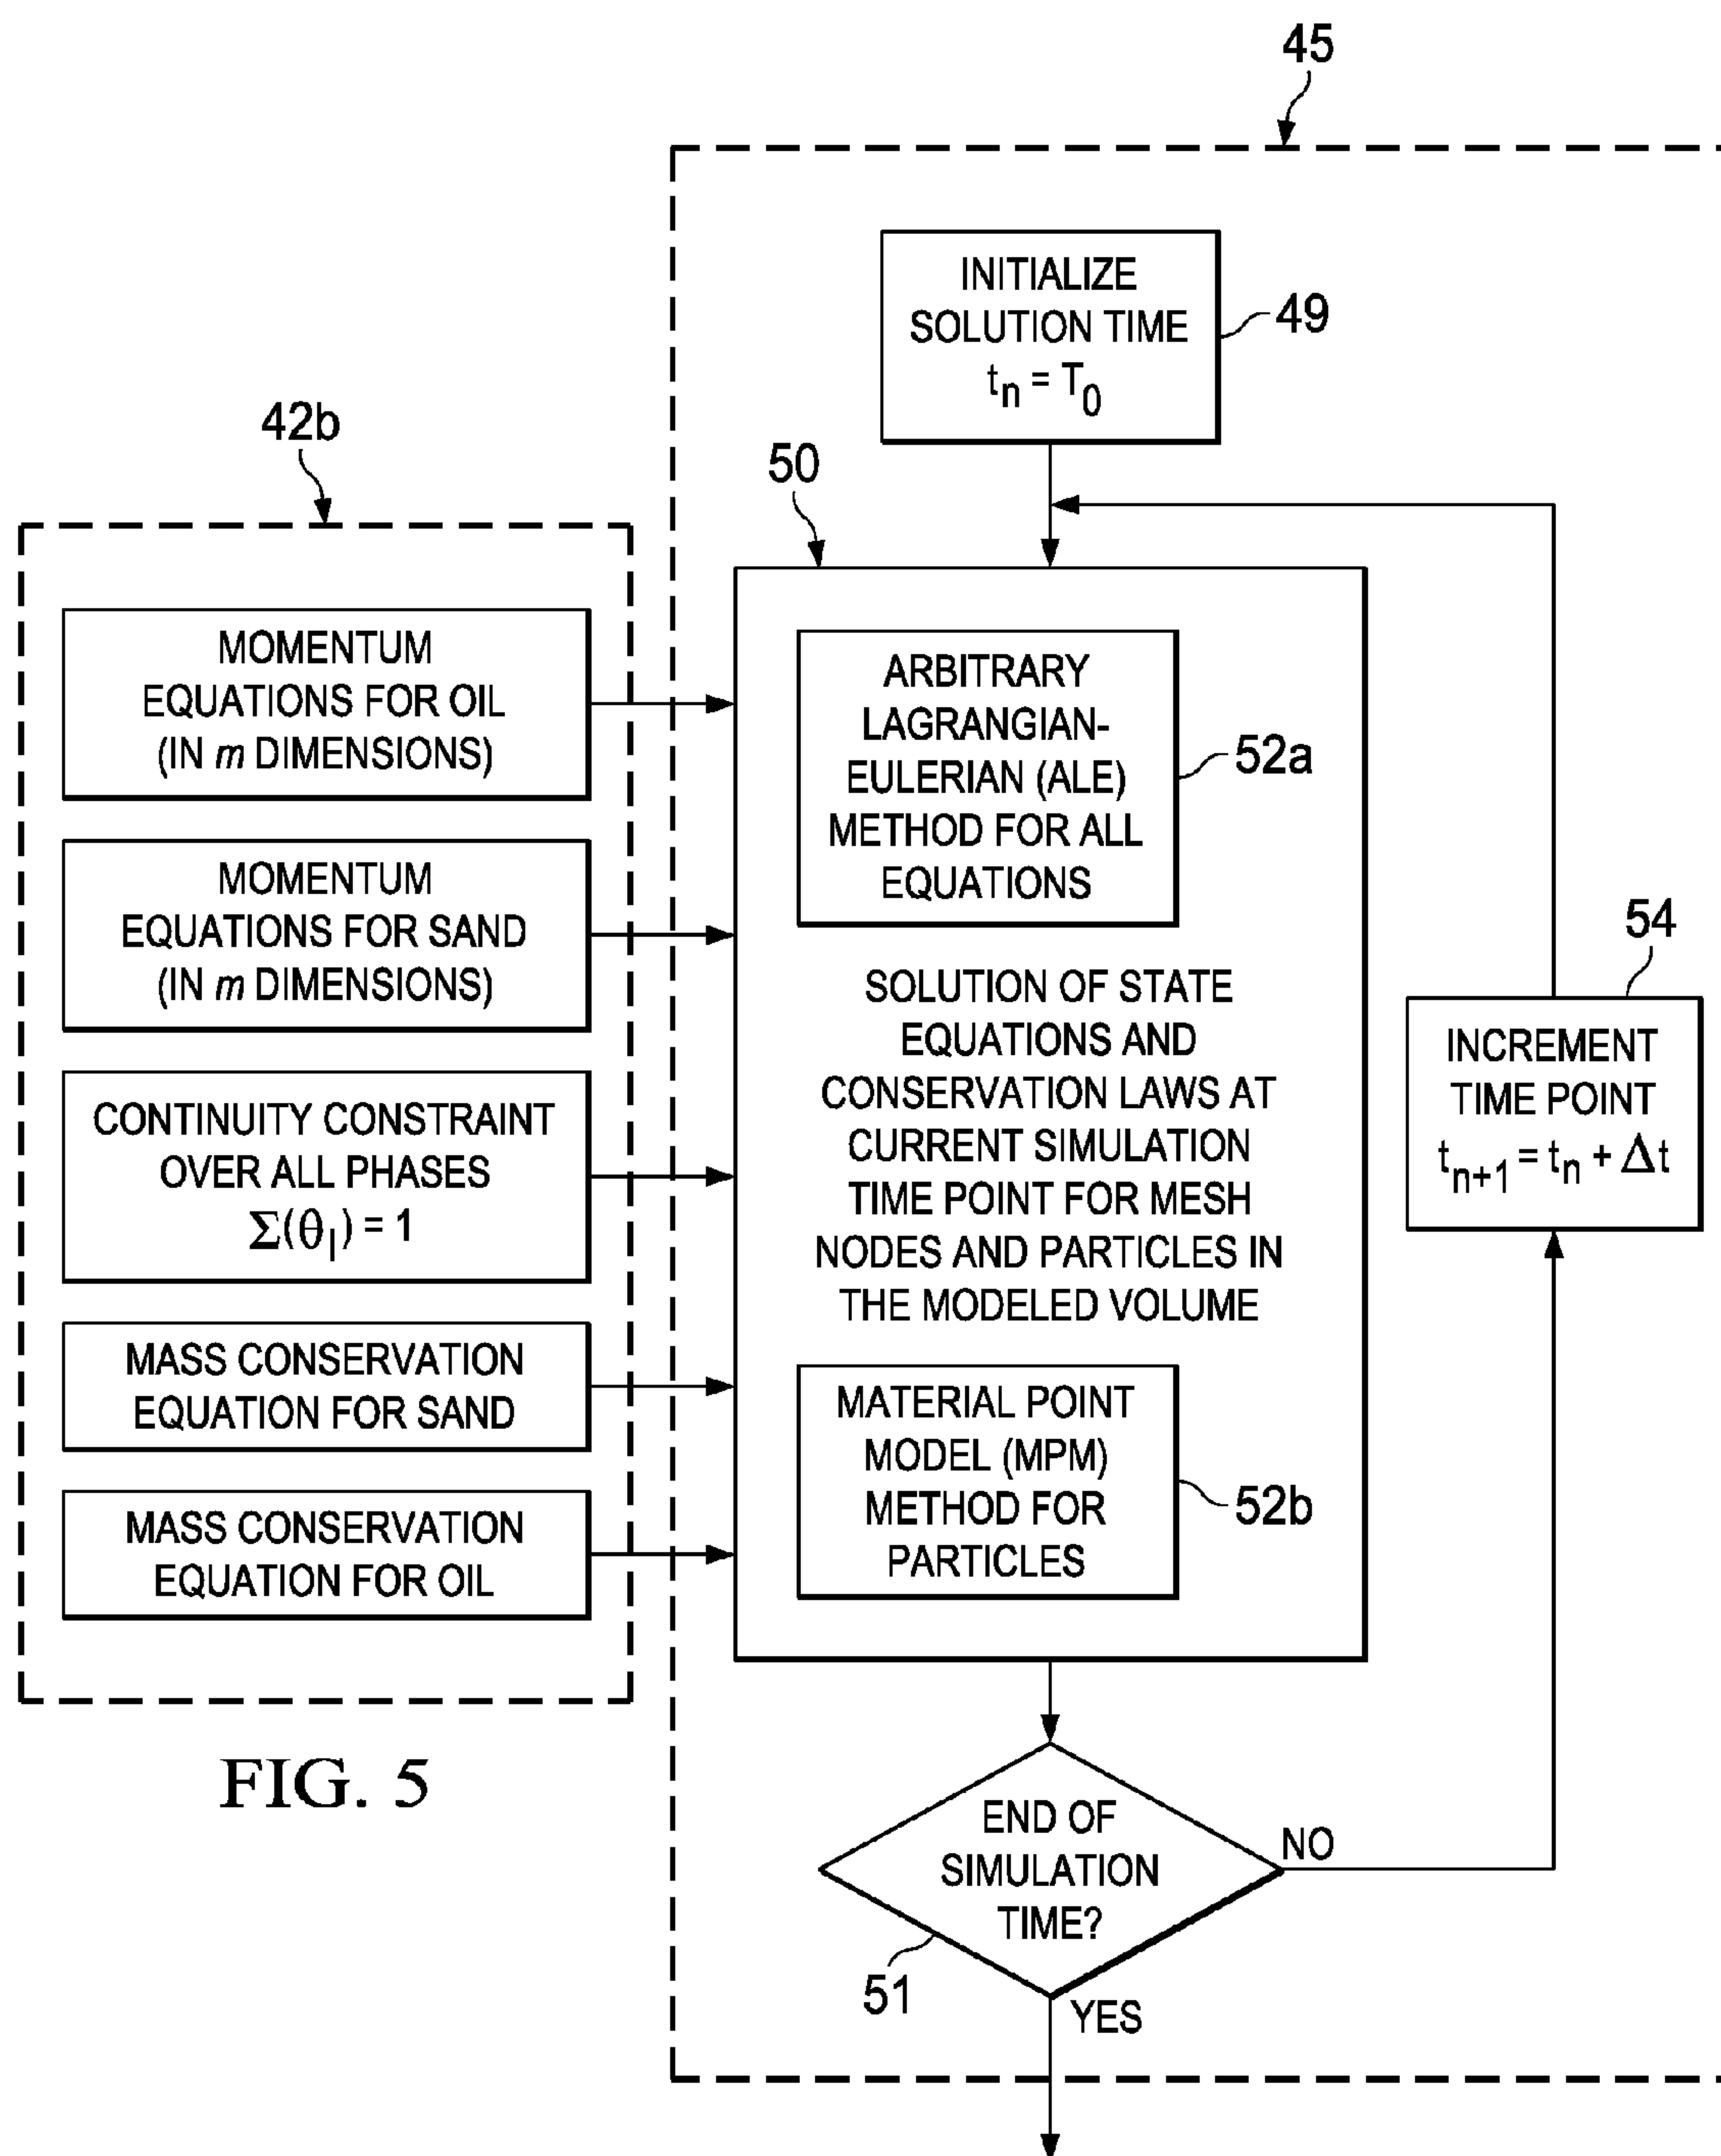 45
INITIALIZE
SOLUTION TIME
tₙ = T₀
49
42b
50
MOMENTUM
EQUATIONS FOR OIL
(IN m DIMENSIONS)
MOMENTUM
EQUATIONS FOR SAND
(IN m DIMENSIONS)
CONTINUITY CONSTRAINT
OVER ALL PHASES
Σ(θ_l) = 1
MASS CONSERVATION
EQUATION FOR SAND
MASS CONSERVATION
EQUATION FOR OIL
ARBITRARY
LAGRANGIAN-
EULERIAN (ALE)
METHOD FOR ALL
EQUATIONS
52a
SOLUTION OF STATE
EQUATIONS AND
CONSERVATION LAWS AT
CURRENT SIMULATION
TIME POINT FOR MESH
NODES AND PARTICLES IN
THE MODELED VOLUME
MATERIAL POINT
MODEL (MPM)
METHOD FOR
PARTICLES
52b
54
INCREMENT
TIME POINT
tₙ₊₁ = tₙ + Δt
END OF
SIMULATION
TIME?
NO
51
YES
FIG. 5